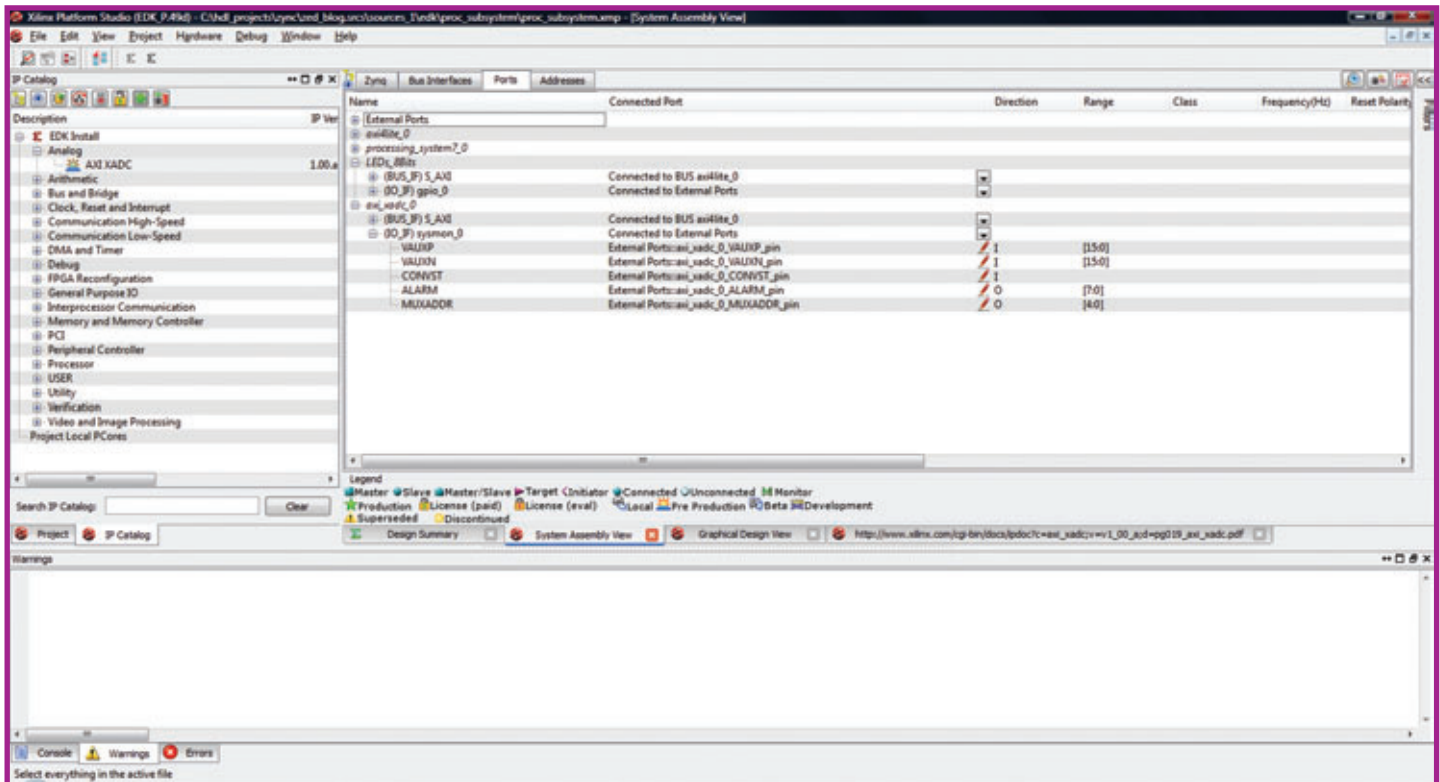 Xilinx Platform Studio (EDK_P.49d) - C:\hdl_projects\zync\zed_blog.srcs\sources_1\edk\proc_subsystem\proc_subsystem.xmp - [System Assembly View]
File Edit View Project Hardware Debug Window Help
IP Catalog
Description IP Ver
EDK Install
Analog
AXI XADC 1.00.a
Arithmetic
Bus and Bridge
Clock, Reset and Interrupt
Communication High-Speed
Communication Low-Speed
DMA and Timer
Debug
FPGA Reconfiguration
General Purpose IO
Interprocessor Communication
Memory and Memory Controller
PCI
Peripheral Controller
Processor
USER
Utility
Verification
Video and Image Processing
Project Local PCores
Search IP Catalog: Clear
Project IP Catalog
Zynq Bus Interfaces Ports Addresses
Name Connected Port Direction Range Class Frequency(Hz) Reset Polarity
External Ports
axi4lite_0
processing_system7_0
LEDs_8Bits
(BUS_IF) S_AXI Connected to BUS axi4lite_0
(IO_IF) gpio_0 Connected to External Ports
axi_xadc_0
(BUS_IF) S_AXI Connected to BUS axi4lite_0
(IO_IF) sysmon_0 Connected to External Ports
VAUXP External Ports::axi_xadc_0_VAUXP_pin I [15:0]
VAUXN External Ports::axi_xadc_0_VAUXN_pin I [15:0]
CONVST External Ports::axi_xadc_0_CONVST_pin I
ALARM External Ports::axi_xadc_0_ALARM_pin O [7:0]
MUXADDR External Ports::axi_xadc_0_MUXADDR_pin O [4:0]
Filters
Legend
Master Slave Master/Slave Target Initiator Connected Unconnected M Monitor
Production License (paid) License (eval) Local Pre Production Beta Development
Superseded Discontinued
Design Summary System Assembly View Graphical Design View http://www.xilinx.com/cgi-bin/docs/ipdoc?c=axi_xadc;v=v1_00_a;d=pg019_axi_xadc.pdf
Warnings
Console Warnings Errors
Select everything in the active file